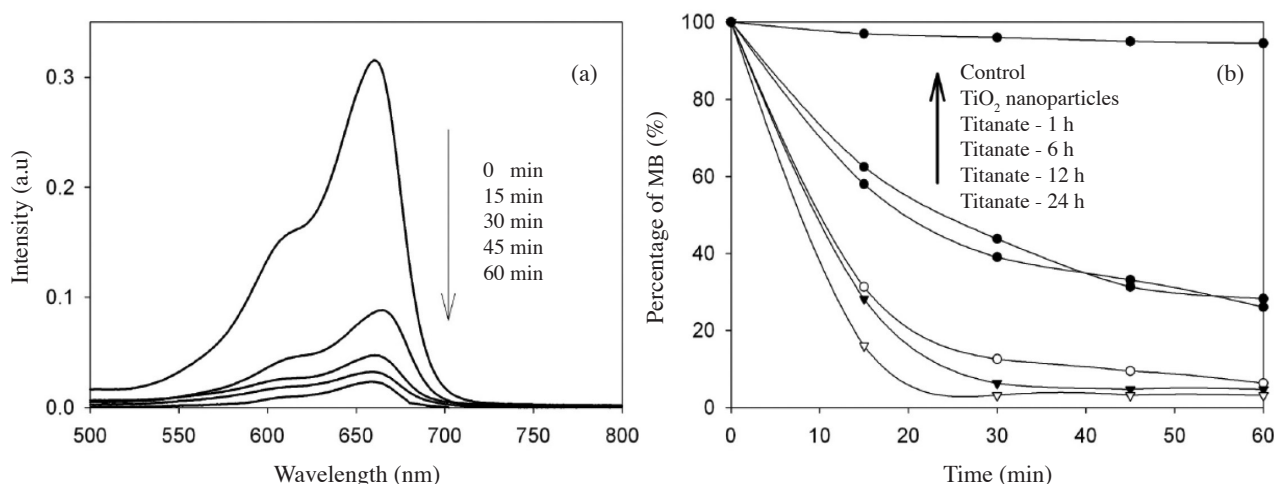 (a)
0.3
0.2
0.1
0.0
Intensity (a.u)
0 min
15 min
30 min
45 min
60 min
500 550 600 650 700 750 800
Wavelength (nm)
(b)
100
80
60
40
20
0
Percentage of MB (%)
Control
TiO₂ nanoparticles
Titanate - 1 h
Titanate - 6 h
Titanate - 12 h
Titanate - 24 h
0 10 20 30 40 50 60
Time (min)